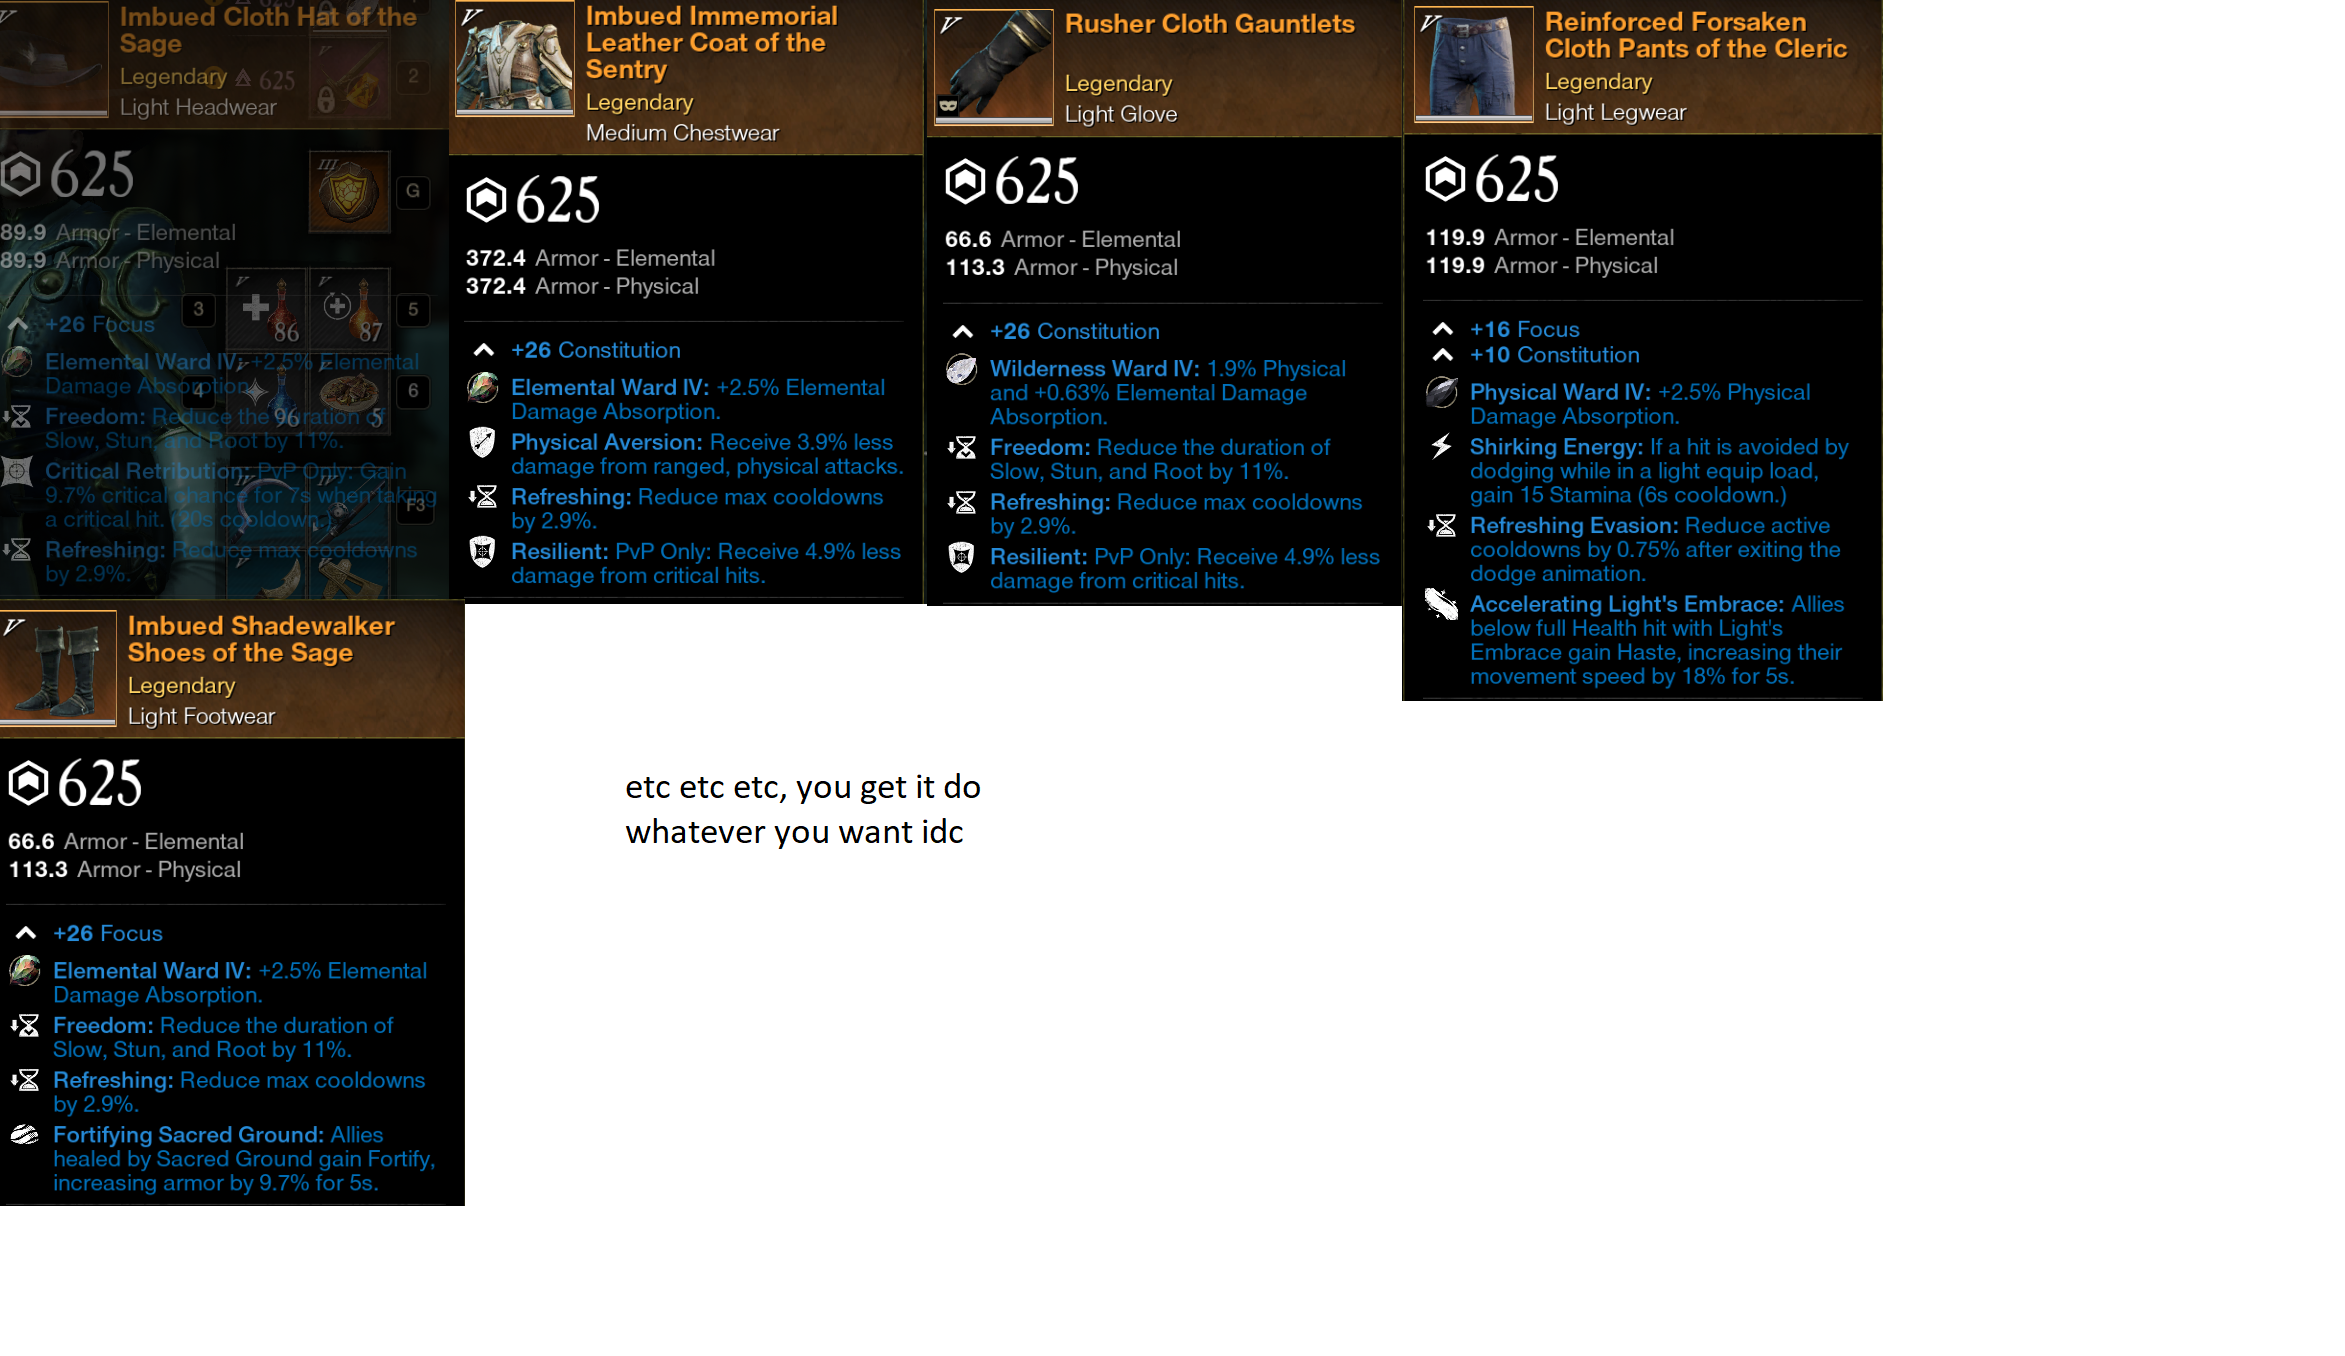 Imbued Cloth Hat of the
Sage
Legendary
625
Light Headwear
2
V
III
625
G
89.9 Armor - Elemental
89.9 Armor - Physical
3
V
86
V
87
5
+26 Focus
Elemental Ward IV: +2.5% Elemental
Damage Absorption.
4
V
96
V
5
6
Freedom: Reduce the duration of
Slow, Stun, and Root by 11%.
Critical Retribution: PvP Only: Gain
9.7% critical chance for 7s when taking
a critical hit. (20s cooldown.)
F3
Refreshing: Reduce max cooldowns
by 2.9%.
V
Imbued Immemorial
Leather Coat of the
Sentry
Legendary
Medium Chestwear
625
372.4 Armor - Elemental
372.4 Armor - Physical
+26 Constitution
Elemental Ward IV: +2.5% Elemental
Damage Absorption.
Physical Aversion: Receive 3.9% less
damage from ranged, physical attacks.
Refreshing: Reduce max cooldowns
by 2.9%.
Resilient: PvP Only: Receive 4.9% less
damage from critical hits.
V
Rusher Cloth Gauntlets
Legendary
Light Glove
625
66.6 Armor - Elemental
113.3 Armor - Physical
+26 Constitution
Wilderness Ward IV: 1.9% Physical
and +0.63% Elemental Damage
Absorption.
Freedom: Reduce the duration of
Slow, Stun, and Root by 11%.
Refreshing: Reduce max cooldowns
by 2.9%.
Resilient: PvP Only: Receive 4.9% less
damage from critical hits.
V
Reinforced Forsaken
Cloth Pants of the Cleric
Legendary
Light Legwear
625
119.9 Armor - Elemental
119.9 Armor - Physical
+16 Focus
+10 Constitution
Physical Ward IV: +2.5% Physical
Damage Absorption.
Shirking Energy: If a hit is avoided by
dodging while in a light equip load,
gain 15 Stamina (6s cooldown.)
Refreshing Evasion: Reduce active
cooldowns by 0.75% after exiting the
dodge animation.
Accelerating Light's Embrace: Allies
below full Health hit with Light's
Embrace gain Haste, increasing their
movement speed by 18% for 5s.
V
Imbued Shadewalker
Shoes of the Sage
Legendary
Light Footwear
625
66.6 Armor - Elemental
113.3 Armor - Physical
+26 Focus
Elemental Ward IV: +2.5% Elemental
Damage Absorption.
Freedom: Reduce the duration of
Slow, Stun, and Root by 11%.
Refreshing: Reduce max cooldowns
by 2.9%.
Fortifying Sacred Ground: Allies
healed by Sacred Ground gain Fortify,
increasing armor by 9.7% for 5s.
etc etc etc, you get it do
whatever you want idc